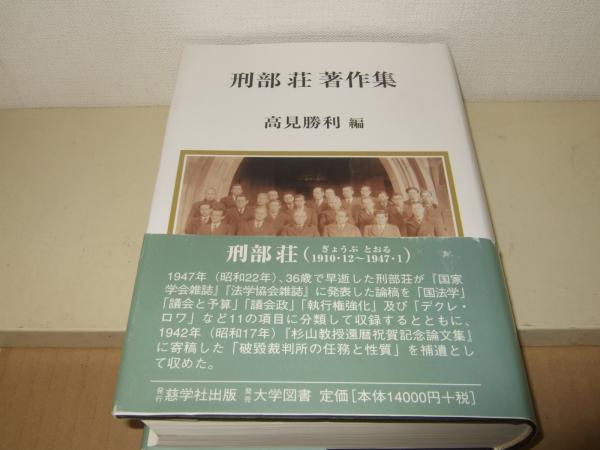 刑部 荘 著作集
高見勝利 編
刑部 荘(ぎょうぶ とおる 1910・12〜1947・1)
1947年(昭和22年)、36歳で早逝した刑部荘が『国家
学会雑誌』『法学協会雑誌』に発表した論稿を「国法学」
「議会と予算」「議会政」「執行権強化」及び「デクレ・
ロワ」など11の項目に分類して収録するとともに、
1942年(昭和17年)『杉山教授還暦祝賀記念論文集』
に寄稿した「破毀裁判所の任務と性質」を補遺とし
て収めた。
発行 慈学社出版 発売 大学図書 定価[本体14000円+税]